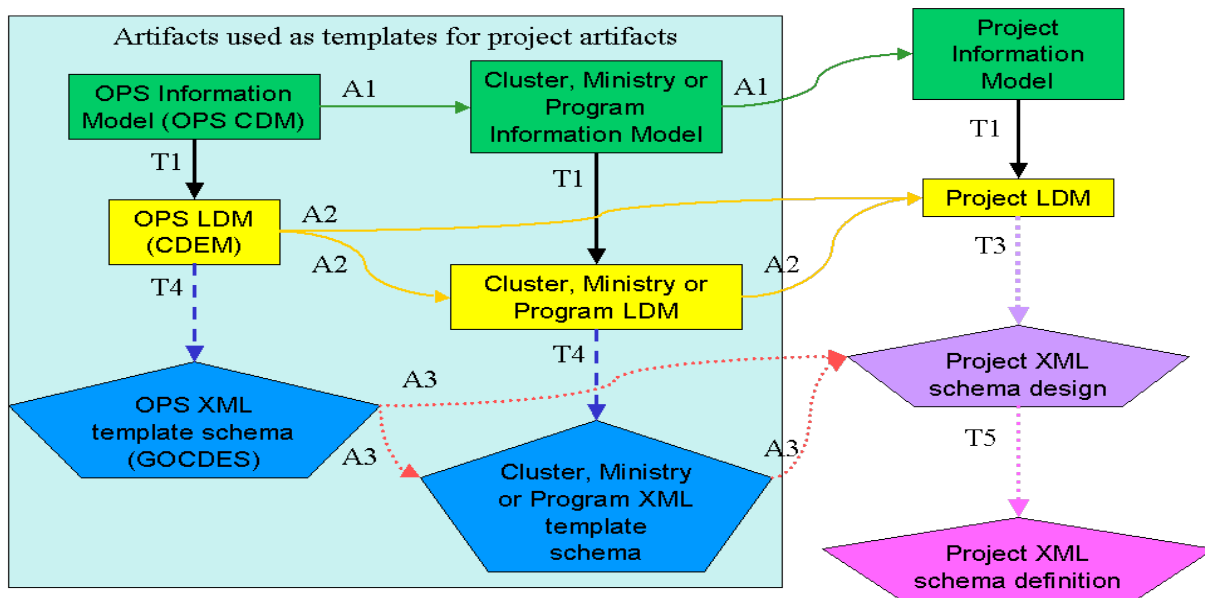 Artifacts used as templates for project artifacts
OPS Information
Model (OPS CDM)
A1
Cluster, Ministry or
Program
Information Model
A1
Project
Information
Model
T1
T1
T1
OPS LDM
(CDEM)
A2
A2
Cluster, Ministry or
Program LDM
A2
Project LDM
T4
T4
T3
OPS XML
template schema
(GOCDES)
A3
A3
Cluster, Ministry
or Program XML
template
schema
A3
Project XML
schema design
T5
Project XML
schema definition